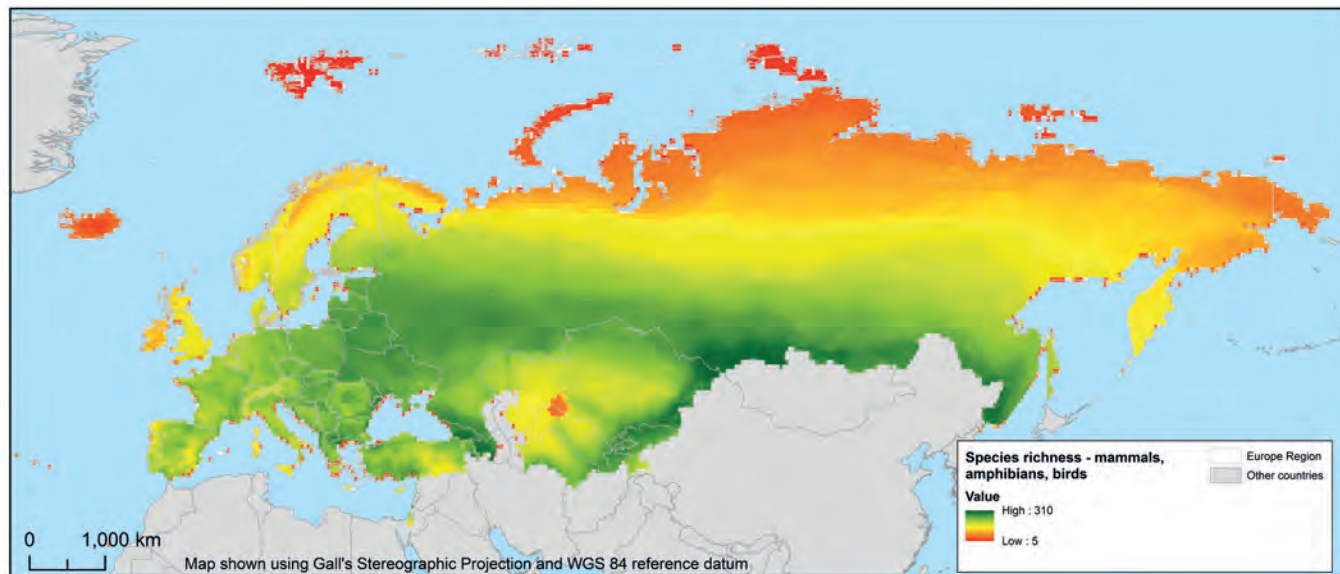 Species richness - mammals,
amphibians, birds
Value
High : 310
Low : 5
Europe Region
Other countries
0 1,000 km
Map shown using Gall's Stereographic Projection and WGS 84 reference datum